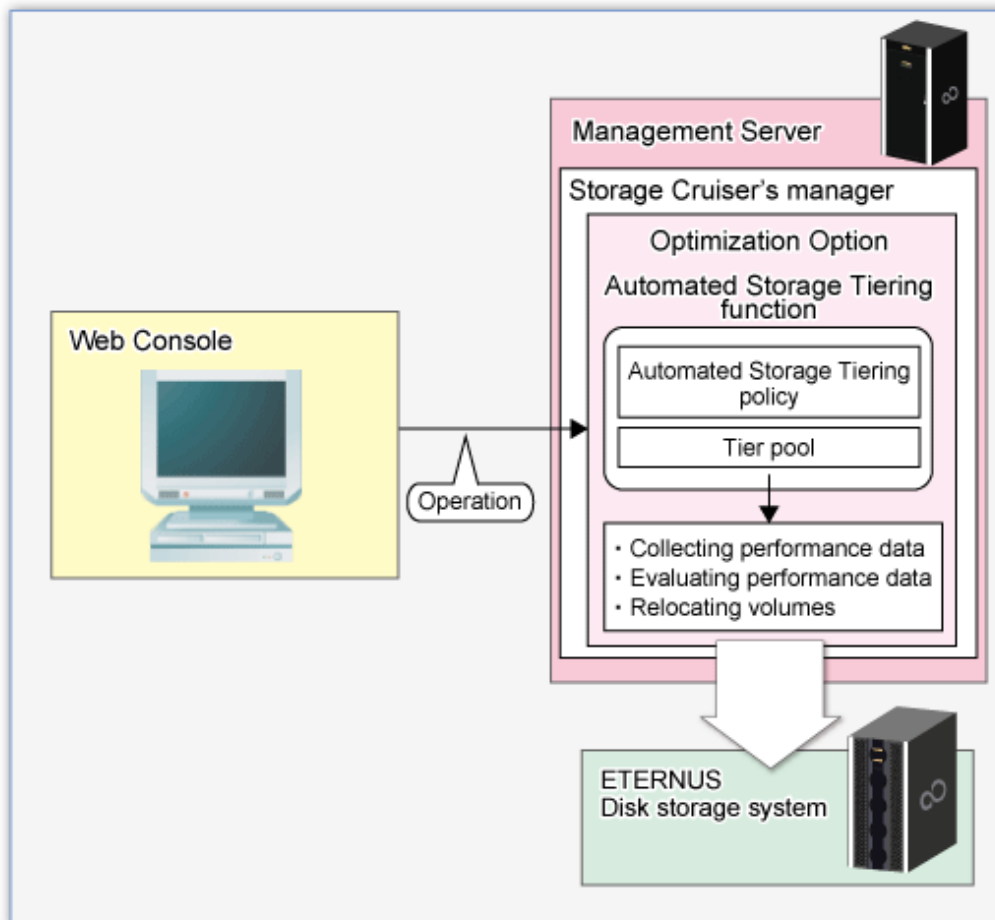 Management Server
Storage Cruiser's manager
Optimization Option
Automated Storage Tiering
function
Automated Storage Tiering
policy
Tier pool
・Collecting performance data
・Evaluating performance data
・Relocating volumes
Web Console
Operation
ETERNUS
Disk storage system